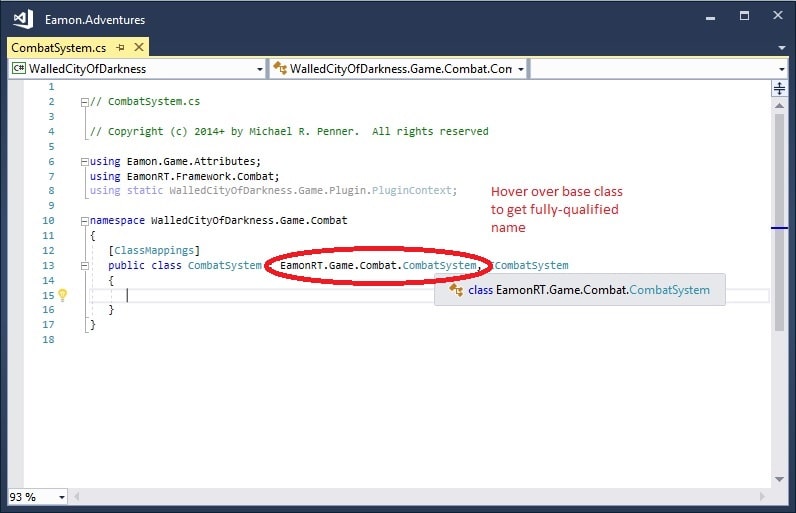 Eamon.Adventures
CombatSystem.cs
WalledCityOfDarkness
WalledCityOfDarkness.Game.Combat.Com
1
2 // CombatSystem.cs
3
4 // Copyright (c) 2014+ by Michael R. Penner.  All rights reserved
5
6 using Eamon.Game.Attributes;
7 using EamonRT.Framework.Combat;
8 using static WalledCityOfDarkness.Game.Plugin.PluginContext;
9
10 namespace WalledCityOfDarkness.Game.Combat
11 {
12 [ClassMappings]
13 public class CombatSystem EamonRT.Game.Combat.CombatSystem, ICombatSystem
14 {
15
16 }
17 }
18
Hover over base class
to get fully-qualified
name
class EamonRT.Game.Combat.CombatSystem
93 %